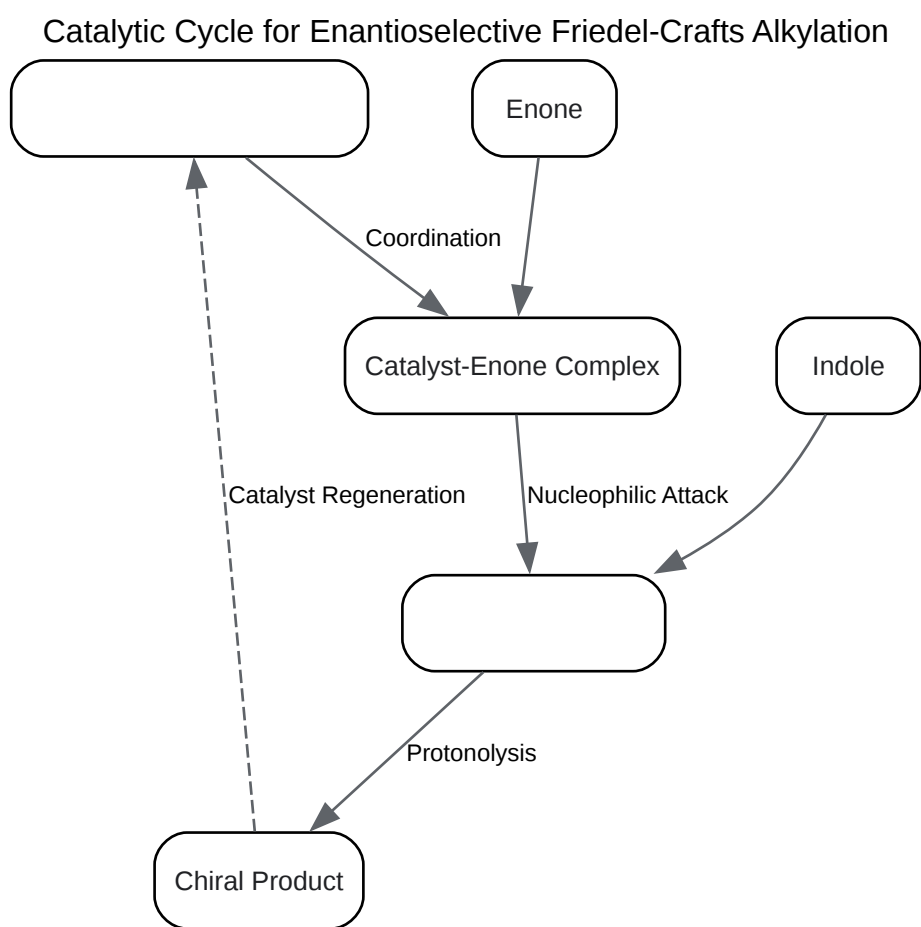 Catalytic Cycle for Enantioselective Friedel-Crafts Alkylation
Enone
Coordination
Catalyst-Enone Complex
Indole
Catalyst Regeneration
Nucleophilic Attack
Protonolysis
Chiral Product